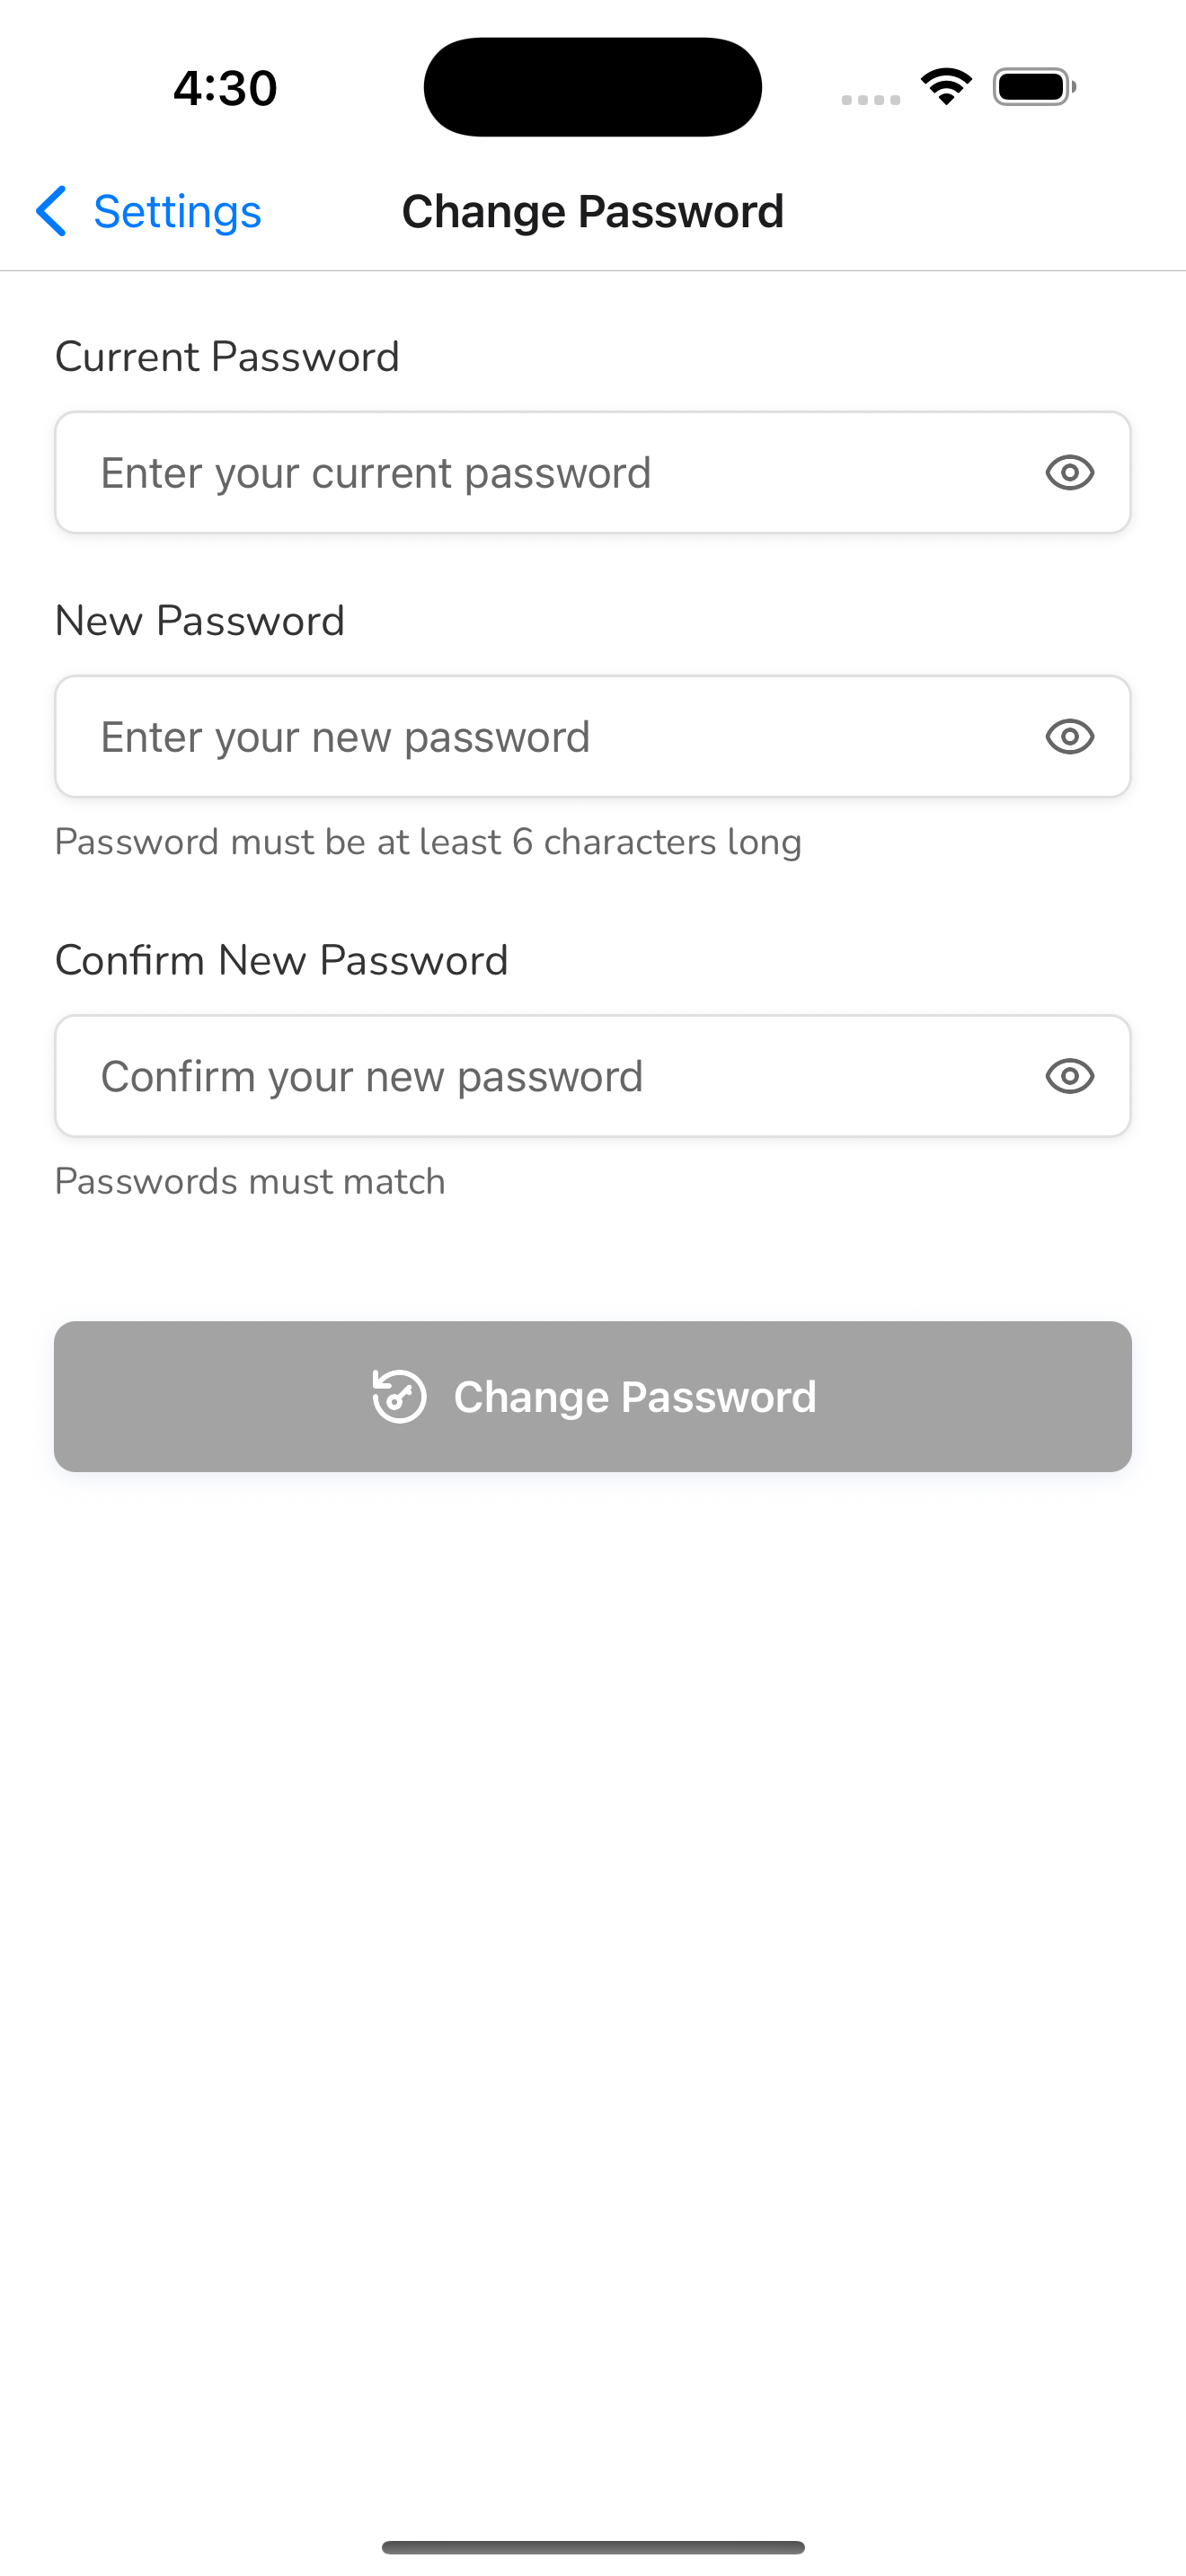 4:30
Settings
Change Password
Current Password
Enter your current password
New Password
Enter your new password
Password must be at least 6 characters long
Confirm New Password
Confirm your new password
Passwords must match
Change Password